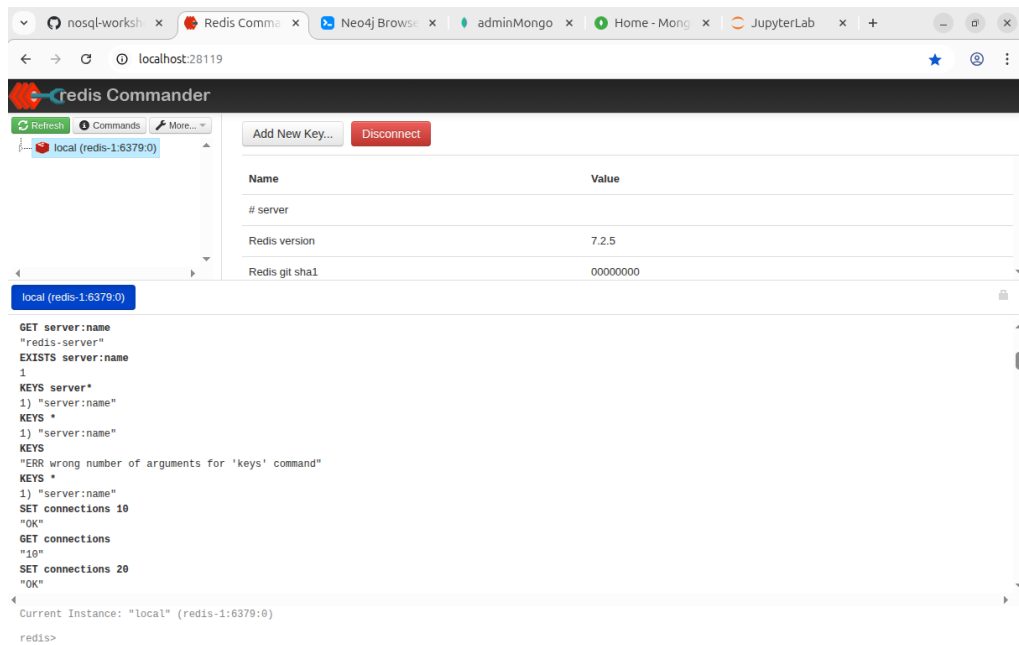 nosql-worksh
Redis Comma
Neo4j Browse
adminMongo
Home - Mong
JupyterLab
localhost:28119
redis Commander
Refresh
Commands
More...
local (redis-1:6379:0)
Add New Key...
Disconnect
Name Value
# server
Redis version 7.2.5
Redis git sha1 00000000
local (redis-1:6379:0)
GET server:name
"redis-server"
EXISTS server:name
1
KEYS server*
1) "server:name"
KEYS *
1) "server:name"
KEYS
"ERR wrong number of arguments for 'keys' command"
KEYS *
1) "server:name"
SET connections 10
"OK"
GET connections
"10"
SET connections 20
"OK"
Current Instance: "local" (redis-1:6379:0)
redis>